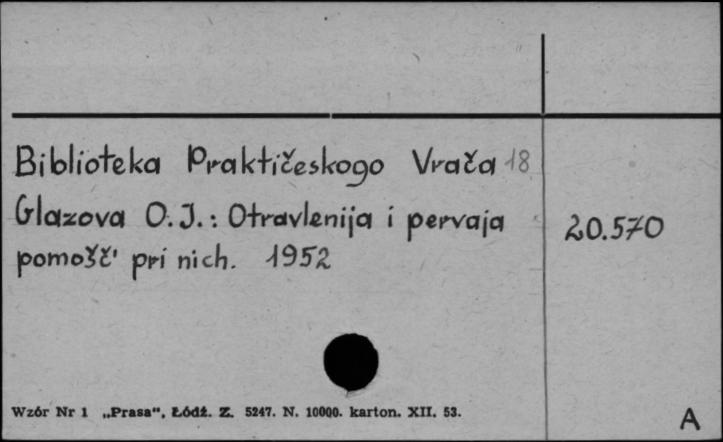 Biblioteka Praktičeskogo Vrača 18
Glazova O.J.: Otravlenija i pervaja
pomošč' pri nich. 1952
20.570
Wzór Nr 1 „Prasa", Łódź. Z. 5247. N. 10000. karton. XII. 53.
A